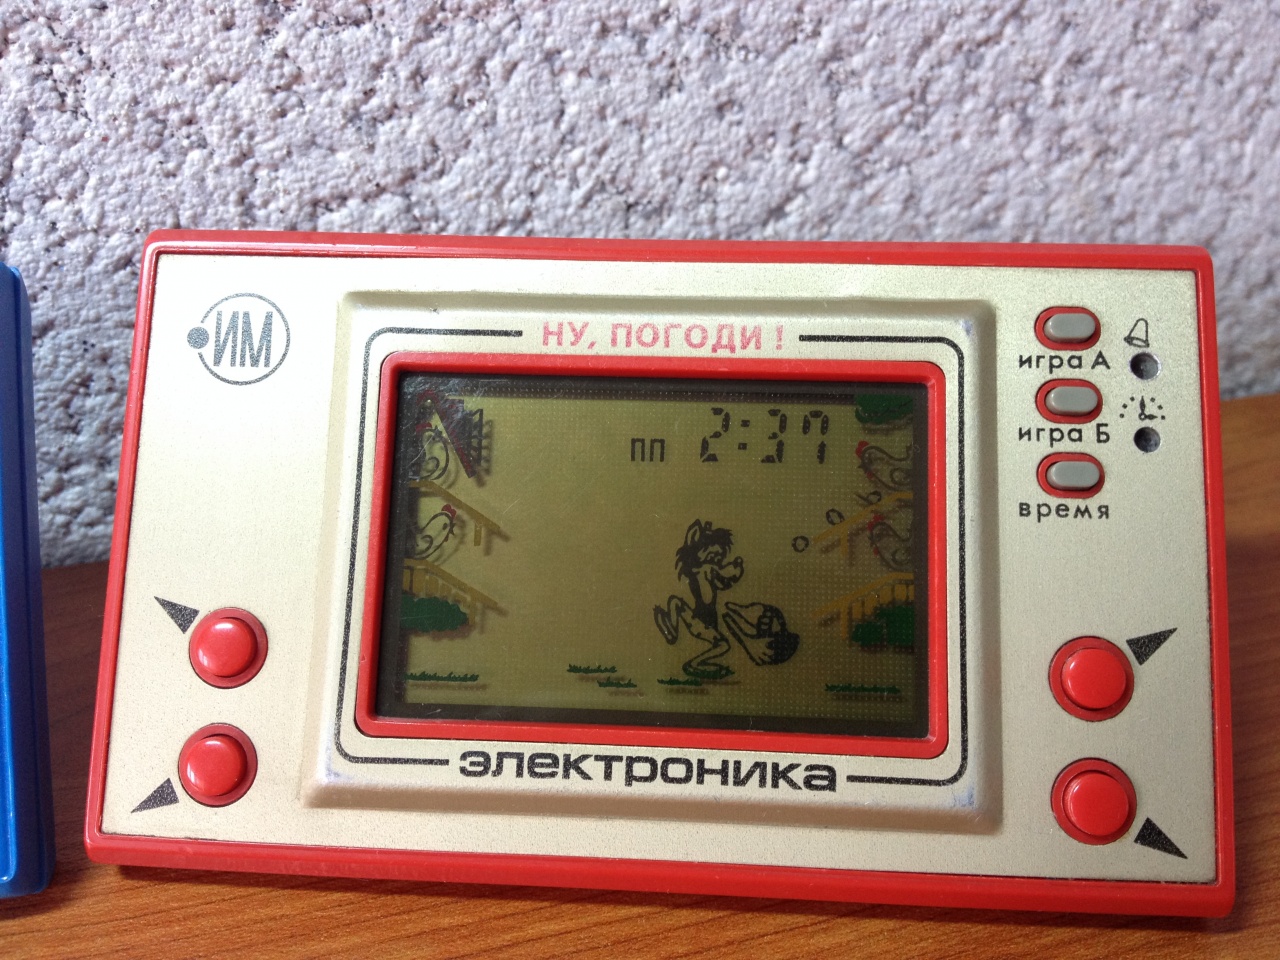 ИМ
НУ, ПОГОДИ !
ПП 2:37
игра А
игра Б
время
электроника